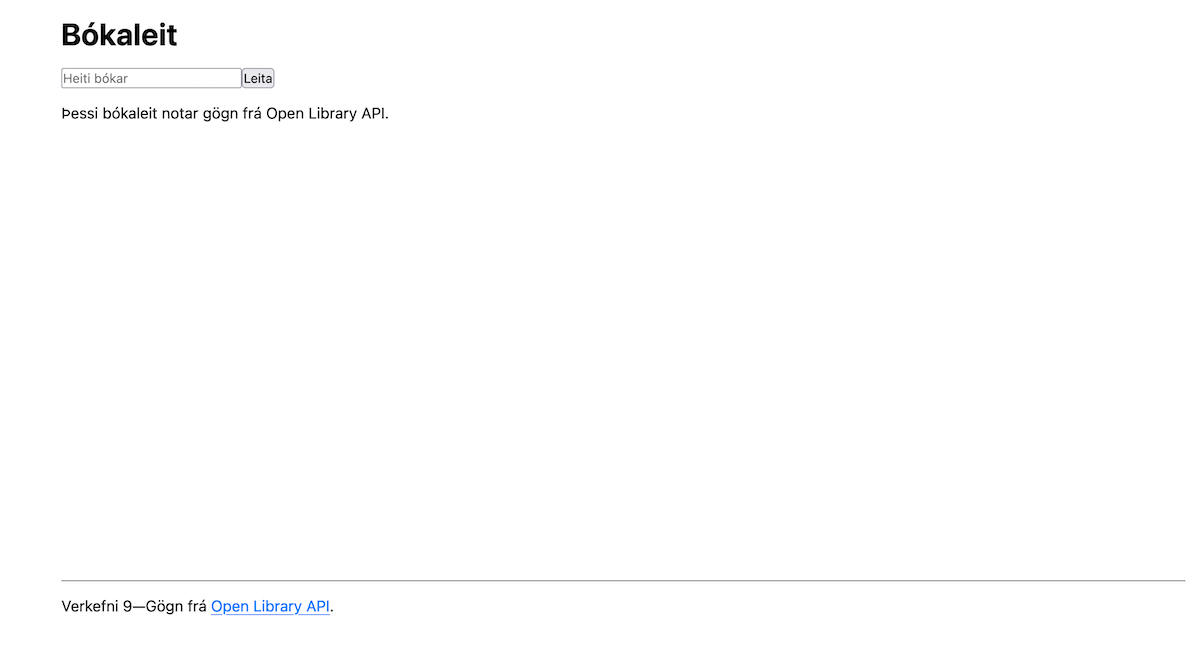 Bókaleit
Heiti bókar Leita
Þessi bókaleit notar gögn frá Open Library API.
Verkefni 9—Gögn frá Open Library API.